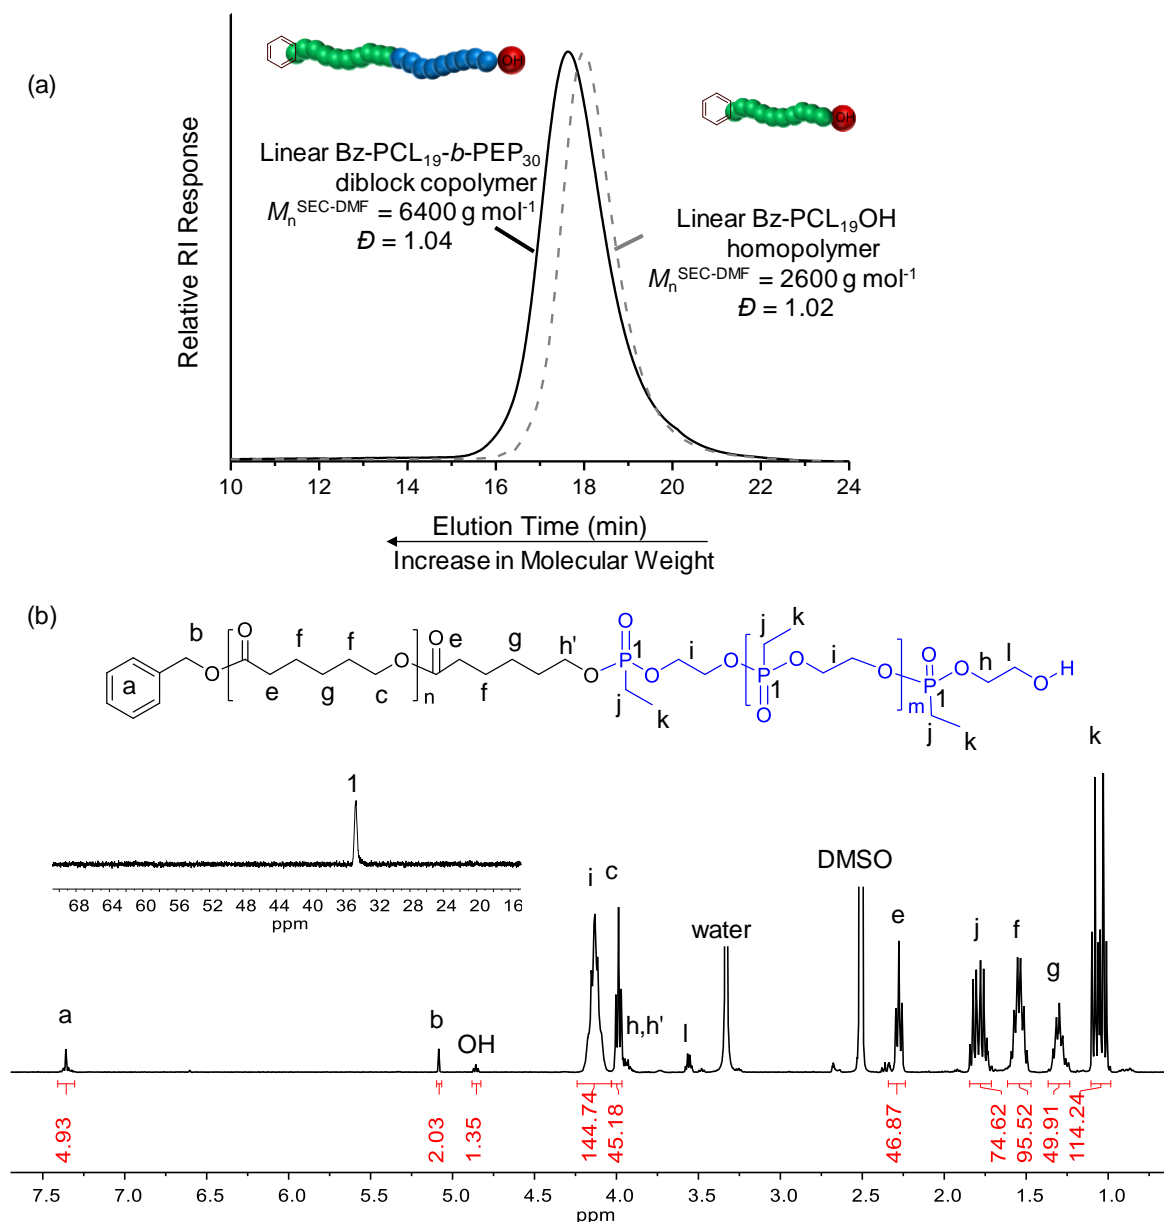 (a)
OH
OH
Linear Bz-PCL19-b-PEP30
diblock copolymer
Mn SEC-DMF = 6400 g mol-1
Đ = 1.04
Linear Bz-PCL19OH
homopolymer
Mn SEC-DMF = 2600 g mol-1
Đ = 1.02
Relative RI Response
10 12 14 16 18 20 22 24
Elution Time (min)
Increase in Molecular Weight
(b)
b O f f O e g h' O 1 i j k O i O h l
a O e g c O n f O P O O P O O P 1 O O H
j k 1 O m j k
1
68 64 60 56 52 48 44 40 36 32 28 24 20 16
ppm
a b OH i c h,h' l water DMSO e j f g k
4.93 2.03 1.35 144.74 45.18 46.87 74.62 95.52 49.91 114.24
7.5 7.0 6.5 6.0 5.5 5.0 4.5 4.0 3.5 3.0 2.5 2.0 1.5 1.0
ppm